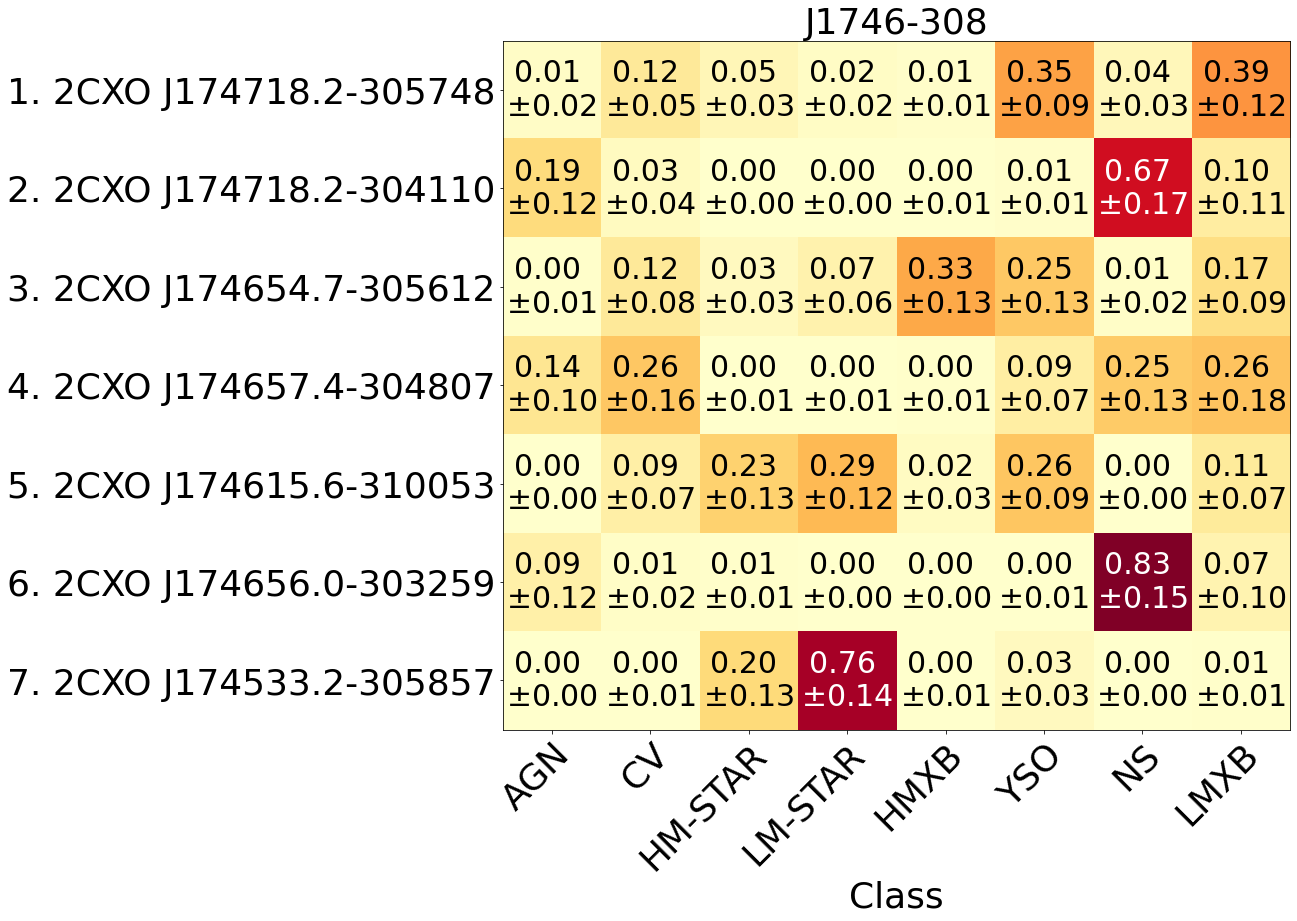 J1746-308
1. 2CXO J174718.2-305748
0.01 0.12 0.05 0.02 0.01 0.35 0.04 0.39
±0.02 ±0.05 ±0.03 ±0.02 ±0.01 ±0.09 ±0.03 ±0.12
2. 2CXO J174718.2-304110
0.19 0.03 0.00 0.00 0.00 0.01 0.67 0.10
±0.12 ±0.04 ±0.00 ±0.00 ±0.01 ±0.01 ±0.17 ±0.11
3. 2CXO J174654.7-305612
0.00 0.12 0.03 0.07 0.33 0.25 0.01 0.17
±0.01 ±0.08 ±0.03 ±0.06 ±0.13 ±0.13 ±0.02 ±0.09
4. 2CXO J174657.4-304807
0.14 0.26 0.00 0.00 0.00 0.09 0.25 0.26
±0.10 ±0.16 ±0.01 ±0.01 ±0.01 ±0.07 ±0.13 ±0.18
5. 2CXO J174615.6-310053
0.00 0.09 0.23 0.29 0.02 0.26 0.00 0.11
±0.00 ±0.07 ±0.13 ±0.12 ±0.03 ±0.09 ±0.00 ±0.07
6. 2CXO J174656.0-303259
0.09 0.01 0.01 0.00 0.00 0.00 0.83 0.07
±0.12 ±0.02 ±0.01 ±0.00 ±0.00 ±0.01 ±0.15 ±0.10
7. 2CXO J174533.2-305857
0.00 0.00 0.20 0.76 0.00 0.03 0.00 0.01
±0.00 ±0.01 ±0.13 ±0.14 ±0.01 ±0.03 ±0.00 ±0.01
AGN CV HM-STAR LM-STAR HMXB YSO NS LMXB
Class